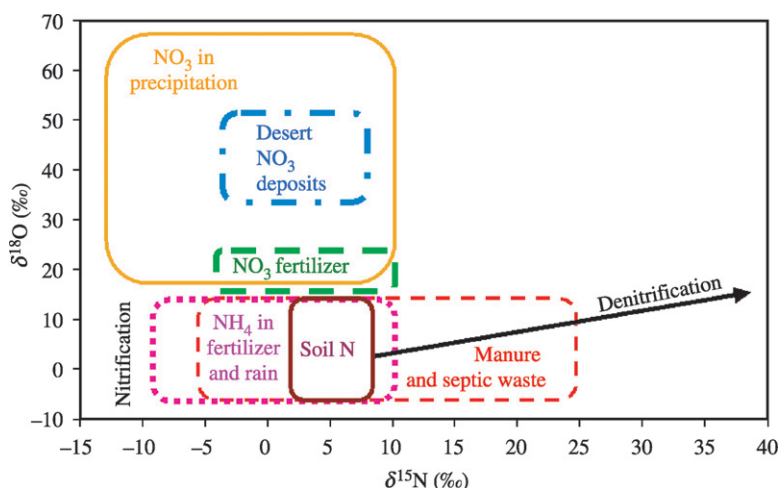 70
60
50
40
30
20
10
0
–10
δ¹⁸O (‰)
NO₃ in
precipitation
Desert
NO₃
deposits
NO₃ fertilizer
Nitrification
NH₄ in
fertilizer
and rain
Soil N
Denitrification
Manure
and septic waste
–15
–10
–5
0
5
10
15
20
25
30
35
40
δ¹⁵N (‰)